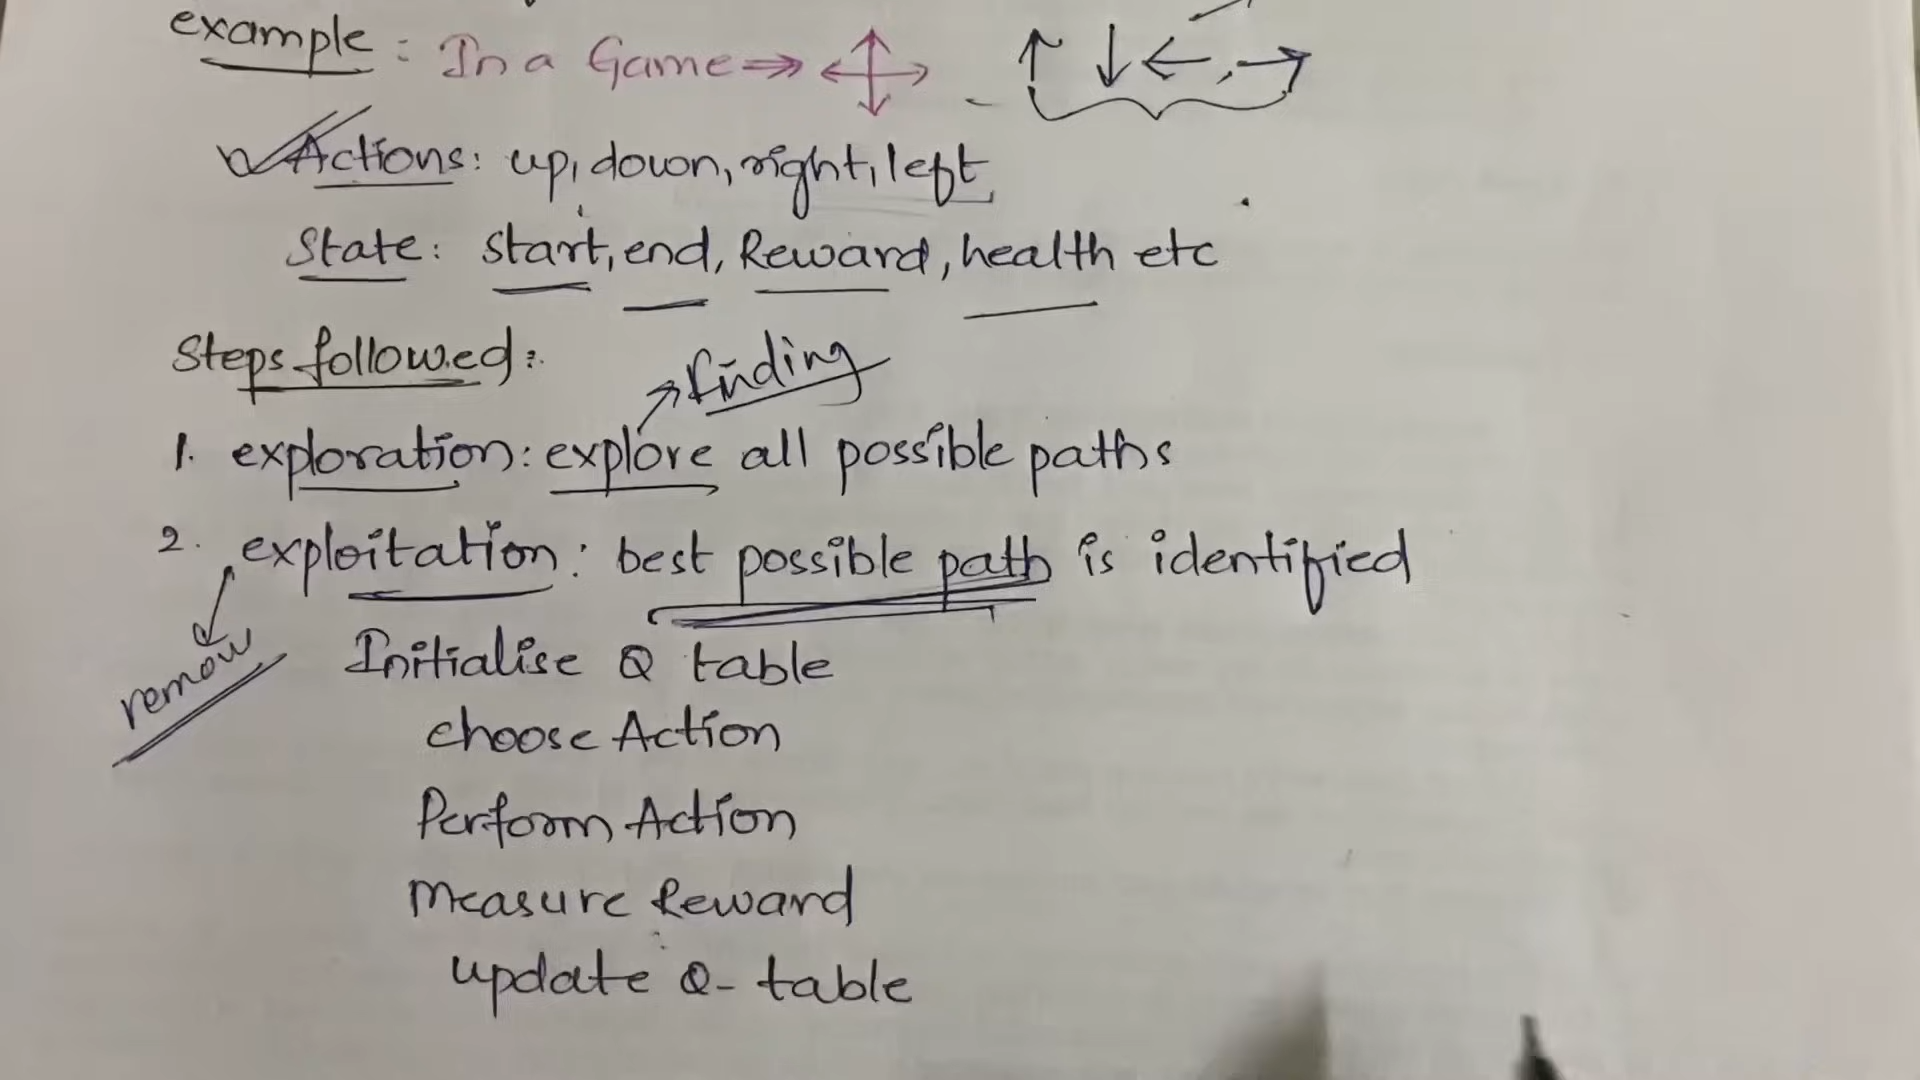 example : In a Game ⇒ ↑ ↓ ← , →
Actions: up, down, right, left
State: start, end, Reward, health etc
Steps followed:
finding
1. exploration: explore all possible paths
2. exploitation: best possible path is identified
Initialise Q table
choose Action
Perform Action
Measure Reward
update Q- table